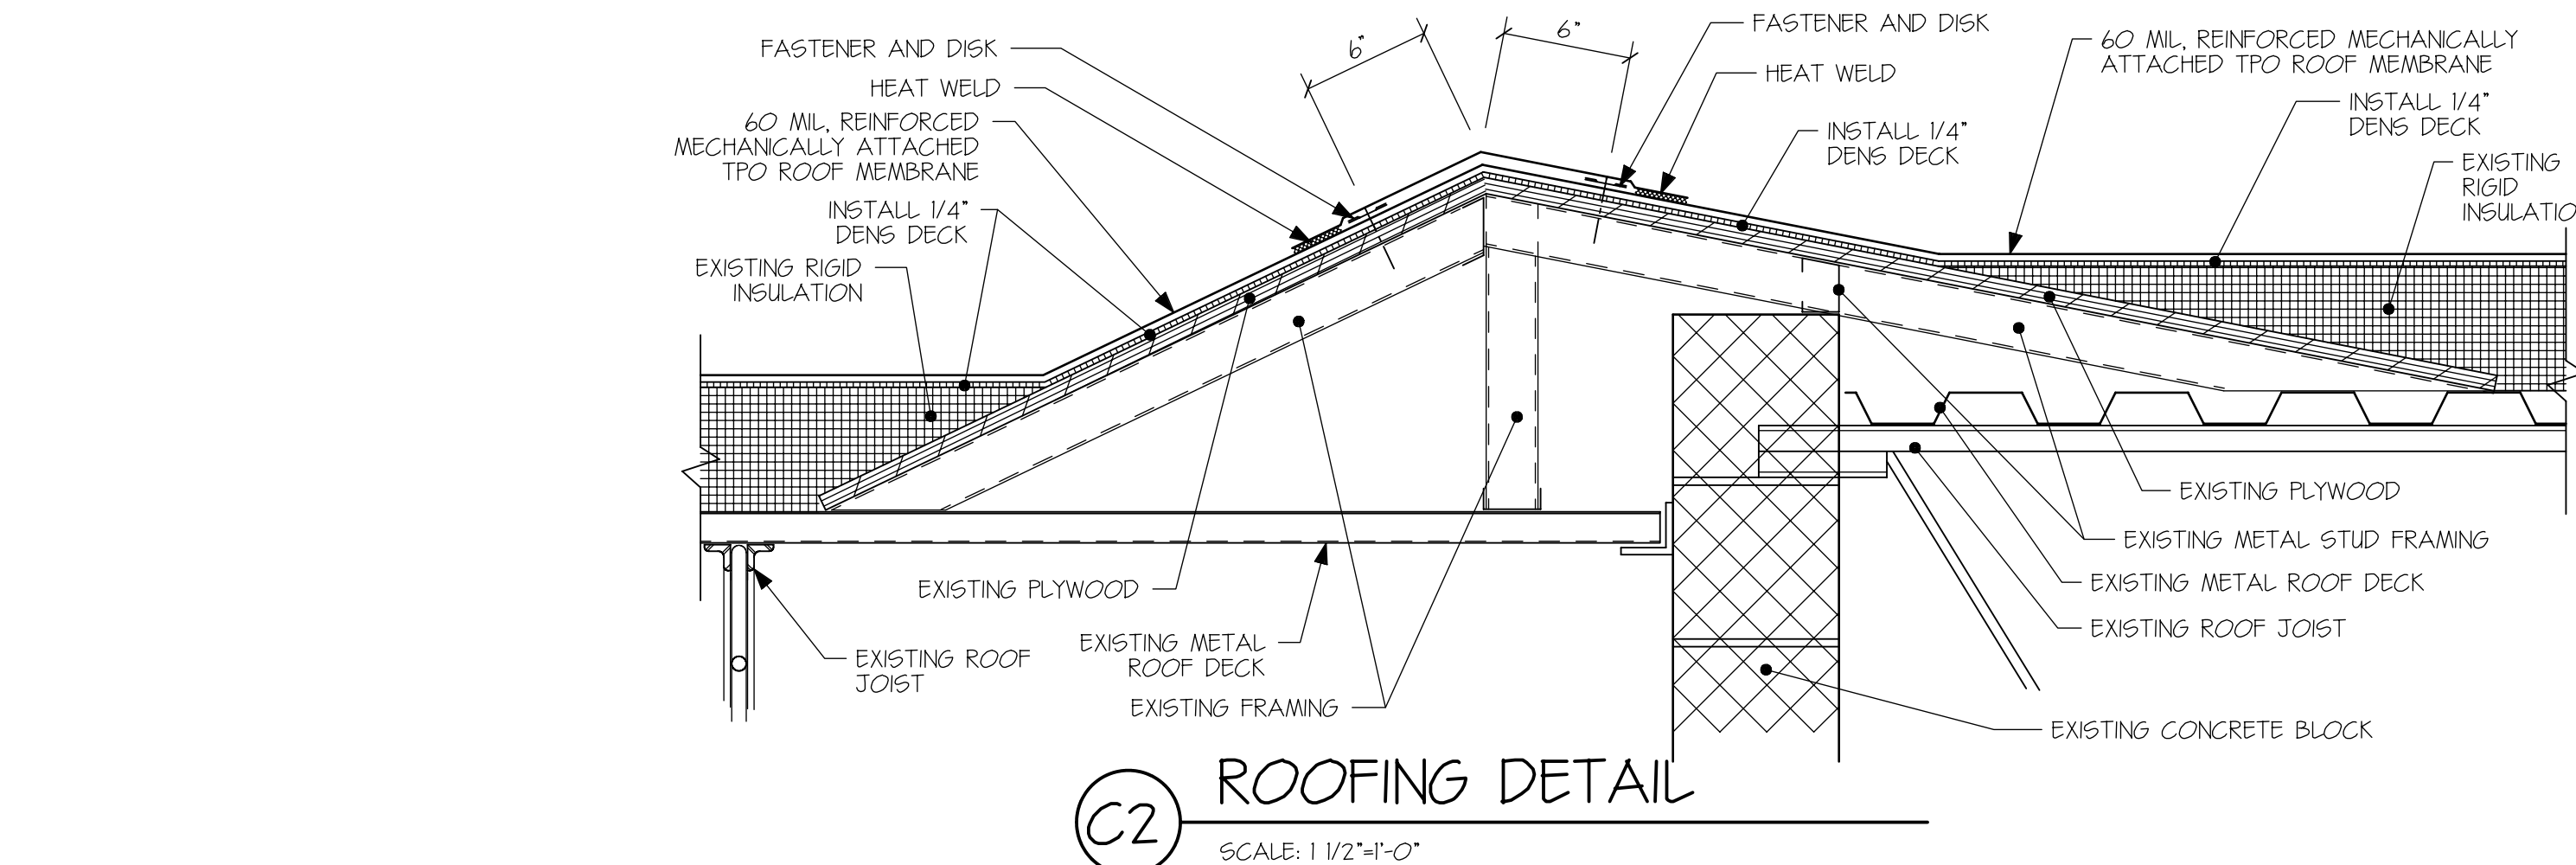 FASTENER AND DISK
HEAT WELD
60 MIL, REINFORCED
MECHANICALLY ATTACHED
TPO ROOF MEMBRANE
INSTALL 1/4"
DENS DECK
EXISTING RIGID
INSULATION
6"
6"
FASTENER AND DISK
HEAT WELD
INSTALL 1/4"
DENS DECK
60 MIL, REINFORCED MECHANICALLY
ATTACHED TPO ROOF MEMBRANE
INSTALL 1/4"
DENS DECK
EXISTING
RIGID
INSULATIO
EXISTING PLYWOOD
EXISTING METAL STUD FRAMING
EXISTING METAL ROOF DECK
EXISTING ROOF JOIST
EXISTING CONCRETE BLOCK
EXISTING PLYWOOD
EXISTING METAL
ROOF DECK
EXISTING FRAMING
EXISTING ROOF
JOIST
C2
ROOFING DETAIL
SCALE: 1 1/2"=1'-0"